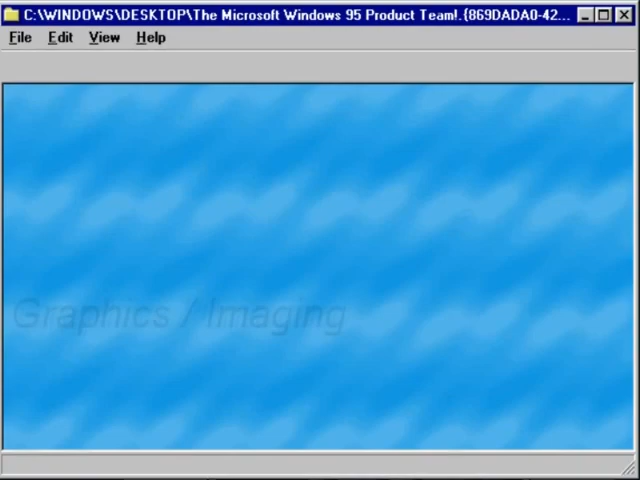 C:\WINDOWS\DESKTOP\The Microsoft Windows 95 Product Team!.{869DADA0-42...
File Edit View Help
Graphics / Imaging